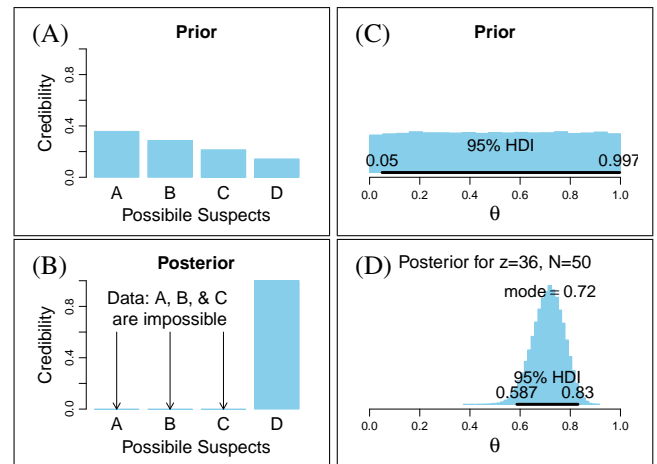 (A)
Prior
Credibility
0.0 0.4 0.8
A B C D
Possibile Suspects
(C)
Prior
95% HDI
0.05 0.997
0.0 0.2 0.4 0.6 0.8 1.0
θ
(B)
Posterior
Data: A, B, & C
are impossible
Credibility
0.0 0.4 0.8
A B C D
Possibile Suspects
(D)
Posterior for z=36, N=50
mode = 0.72
95% HDI
0.587 0.83
0.0 0.2 0.4 0.6 0.8 1.0
θ